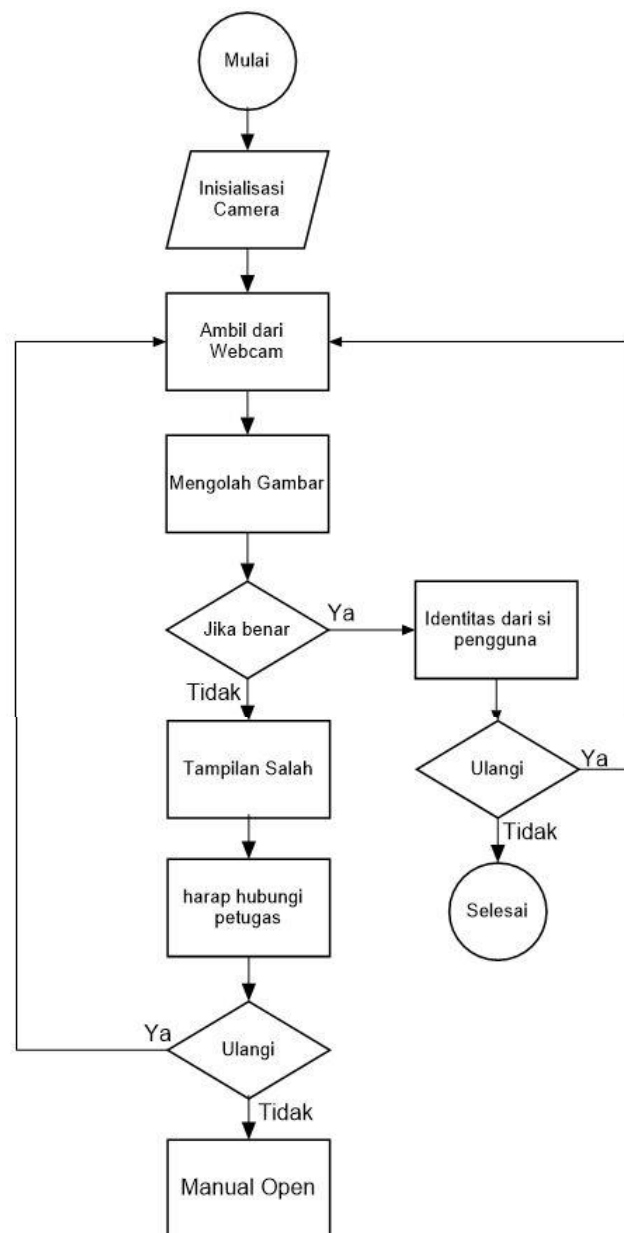 Mulai
Inisialisasi
Camera
Ambil dari
Webcam
Mengolah Gambar
Jika benar
Ya
Identitas dari si
pengguna
Tidak
Tampilan Salah
Ulangi
Ya
Tidak
harap hubungi
petugas
Selesai
Ya
Ulangi
Tidak
Manual Open